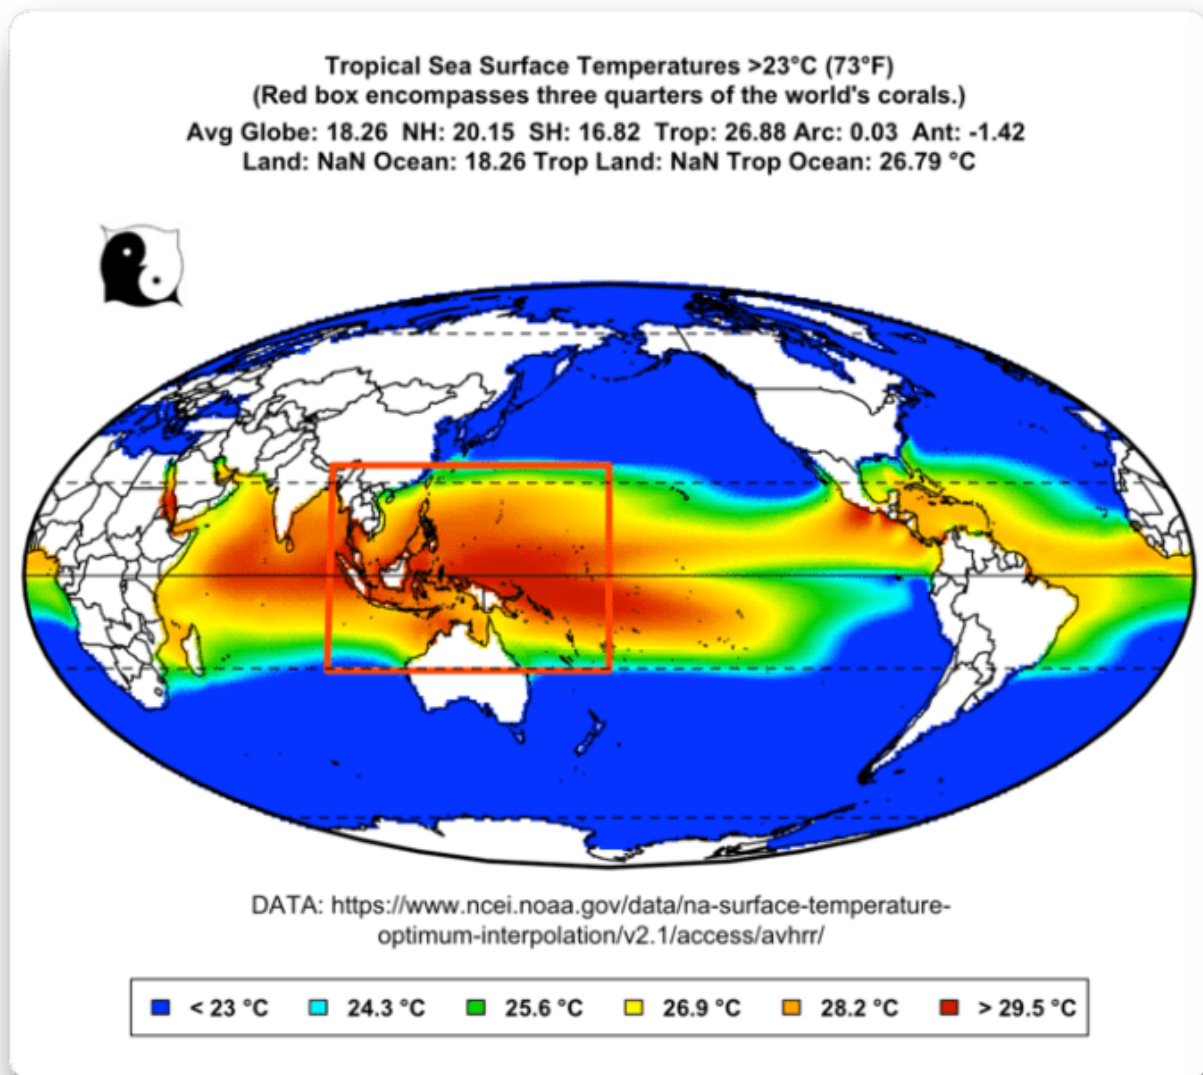 Tropical Sea Surface Temperatures >23°C (73°F)
(Red box encompasses three quarters of the world's corals.)
Avg Globe: 18.26 NH: 20.15 SH: 16.82 Trop: 26.88 Arc: 0.03 Ant: -1.42
Land: NaN Ocean: 18.26 Trop Land: NaN Trop Ocean: 26.79 °C
DATA: https://www.ncei.noaa.gov/data/na-surface-temperature-
optimum-interpolation/v2.1/access/avhrr/
< 23 °C 24.3 °C 25.6 °C 26.9 °C 28.2 °C > 29.5 °C